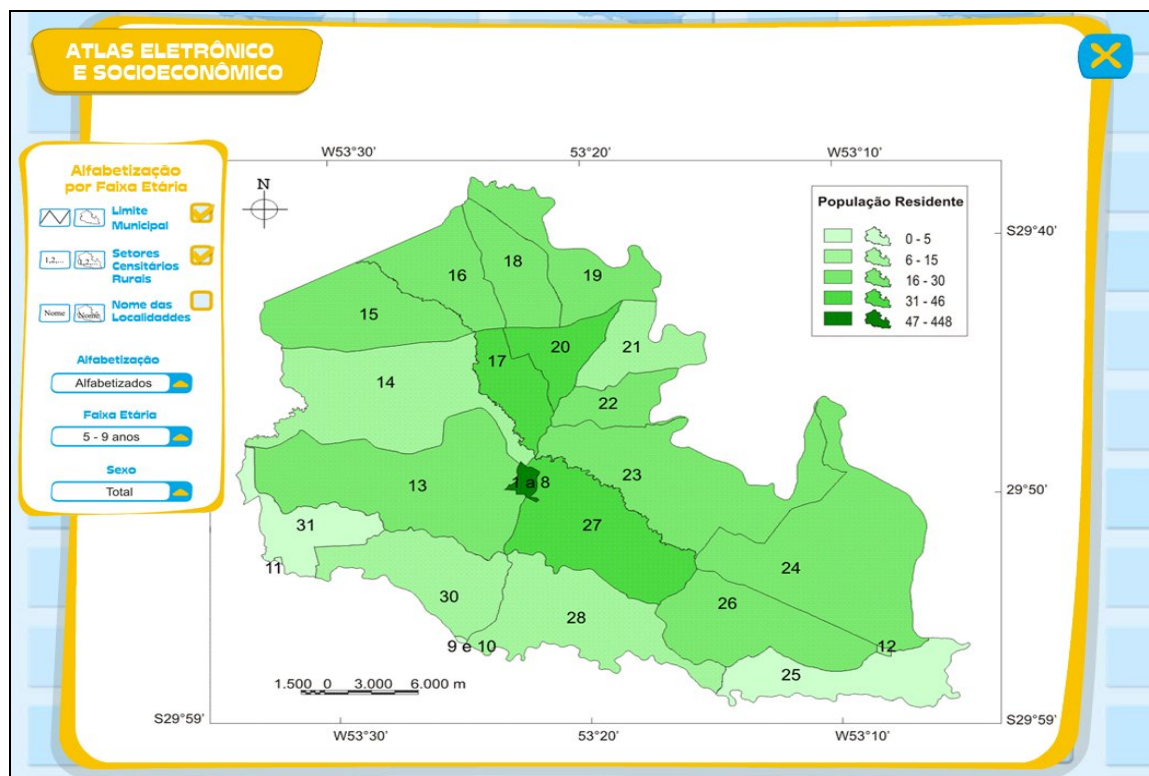 ATLAS ELETRÔNICO
E SOCIOECONÔMICO
Alfabetização
por Faixa Etária
Limite
Municipal
1,2,... 1,2,...
Setores
Censitários
Rurais
Nome Nome
Nome das
Localidaddes
Alfabetização
Alfabetizados
Faixa Etária
5 - 9 anos
Sexo
Total
W53°30' 53°20' W53°10'
N
População Residente
0 - 5
6 - 15
16 - 30
31 - 46
47 - 448
S29°40'
18
16 19
15
20
17 21
14
22
23
13 1 a 8
29°50'
27
31
11 24
30 26
28
9 e 10 12
25
1.500 0 3.000 6.000 m
S29°59' S29°59'
W53°30' 53°20' W53°10'